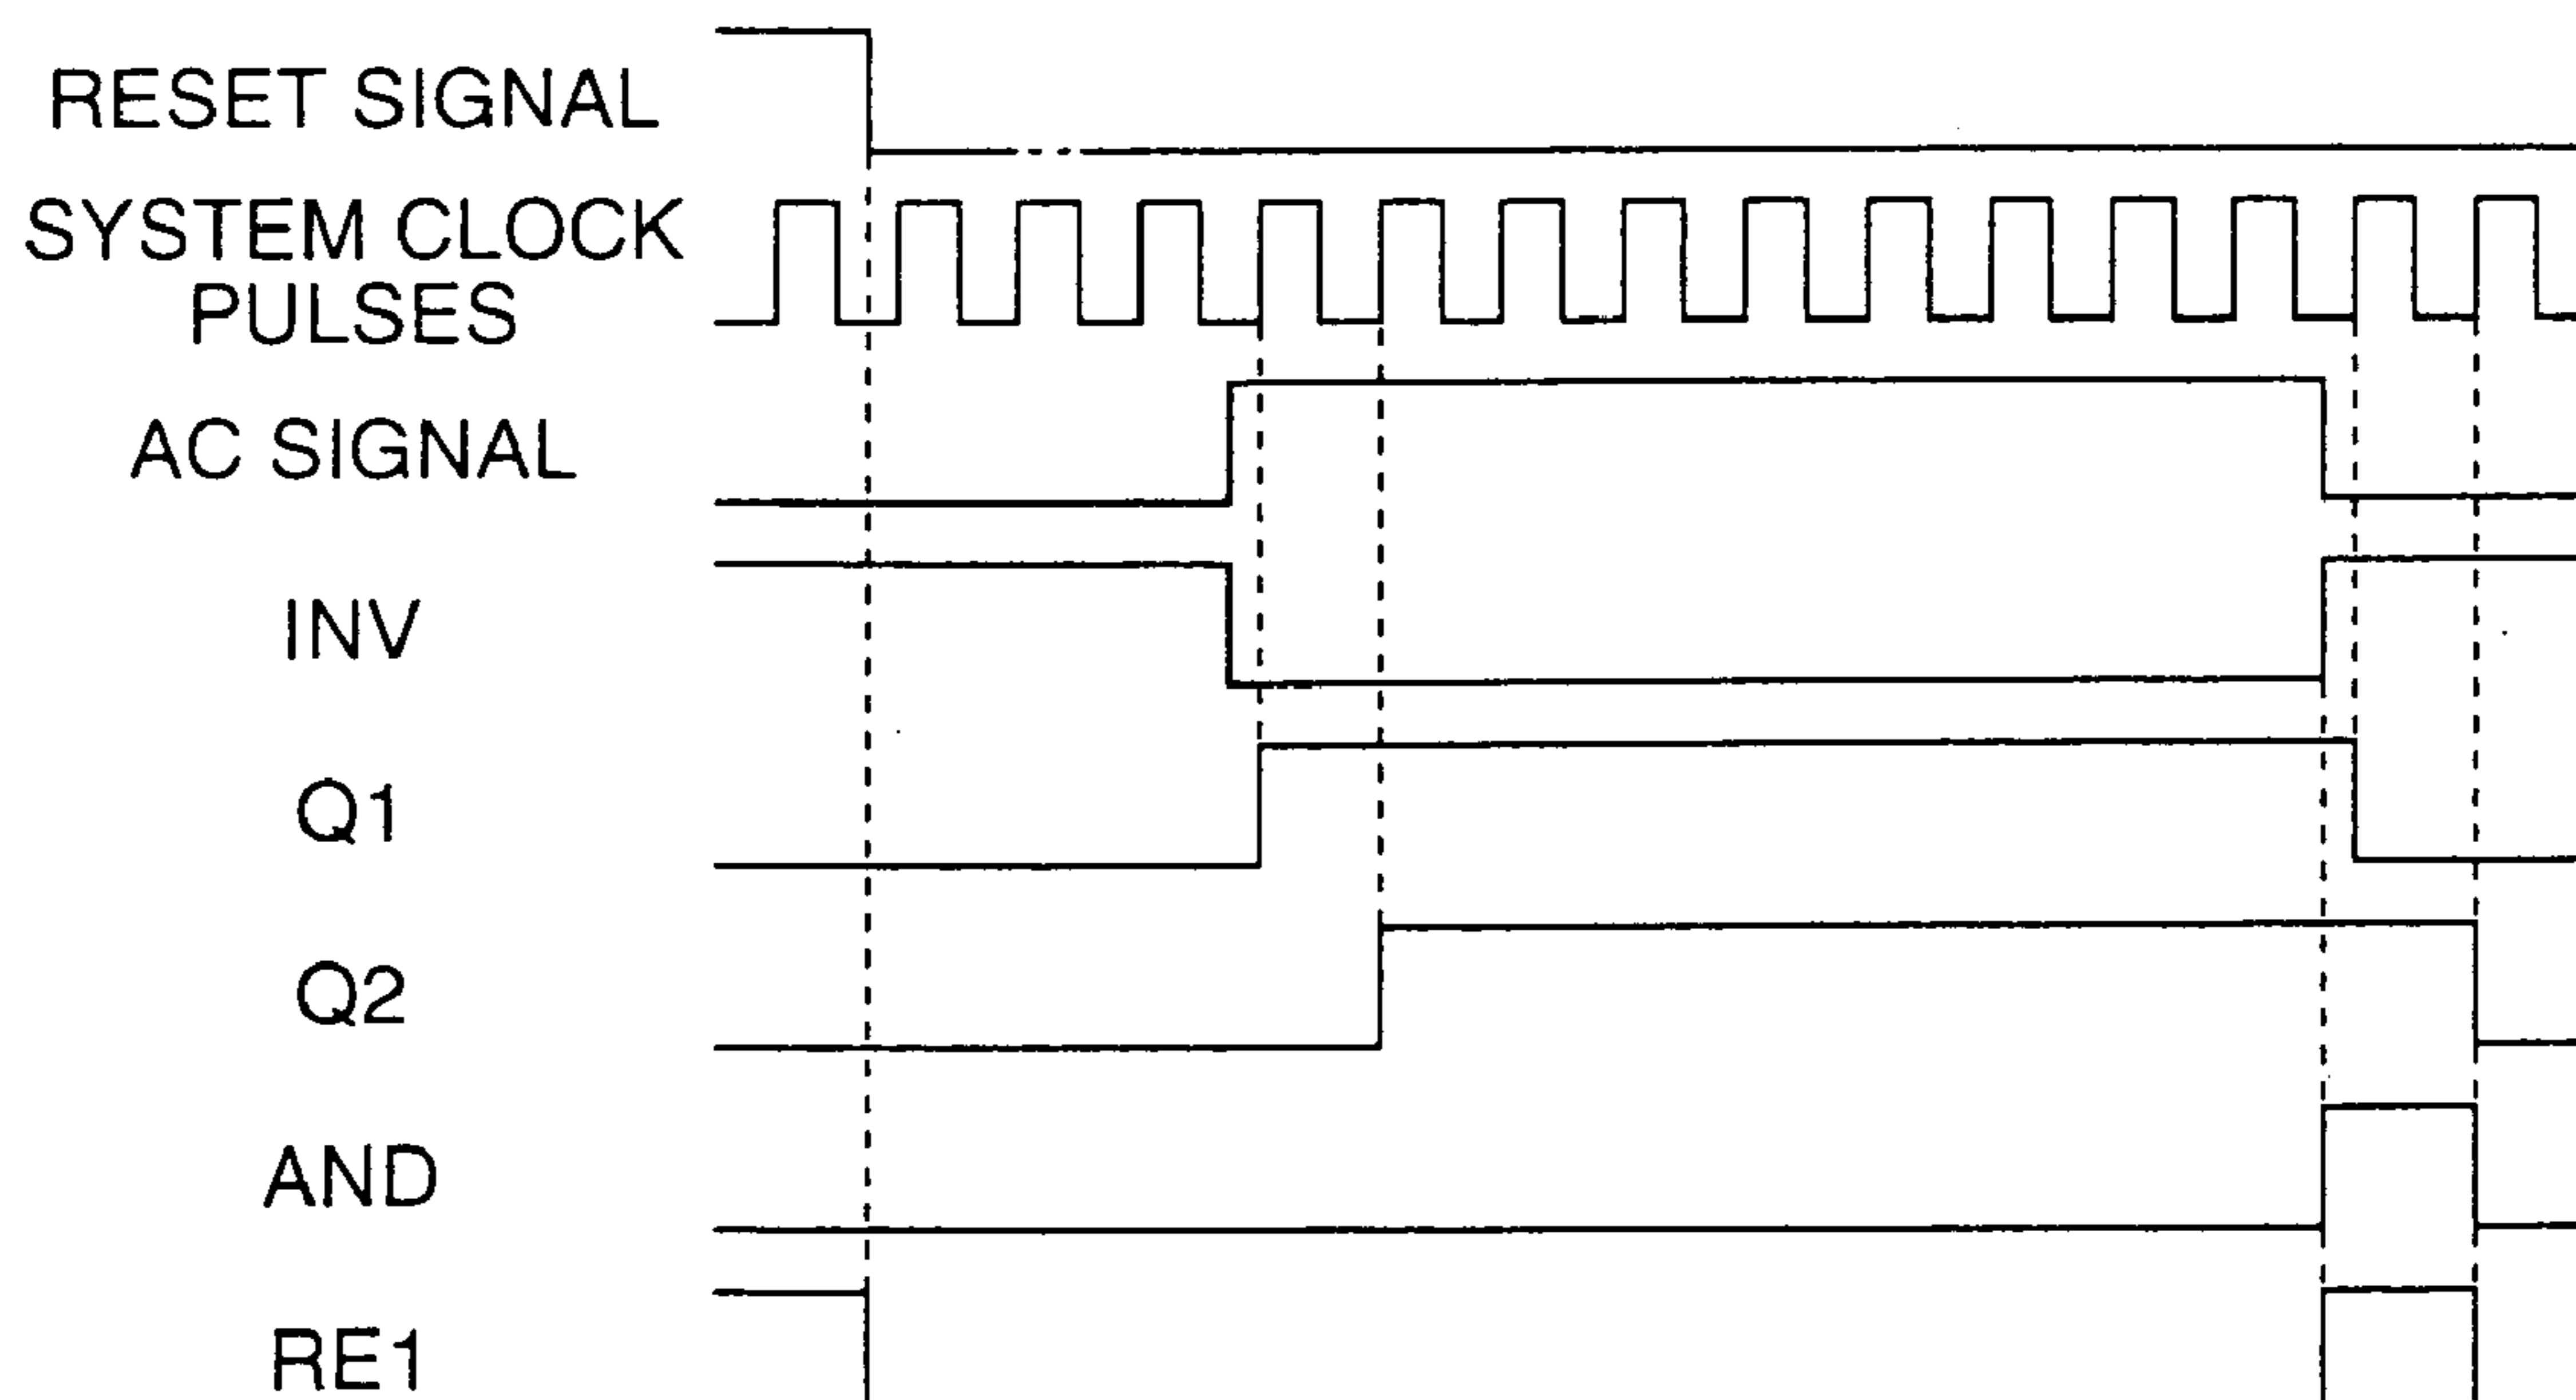 RESET SIGNAL
SYSTEM CLOCK
PULSES
AC SIGNAL
INV
Q1
Q2
AND
RE1